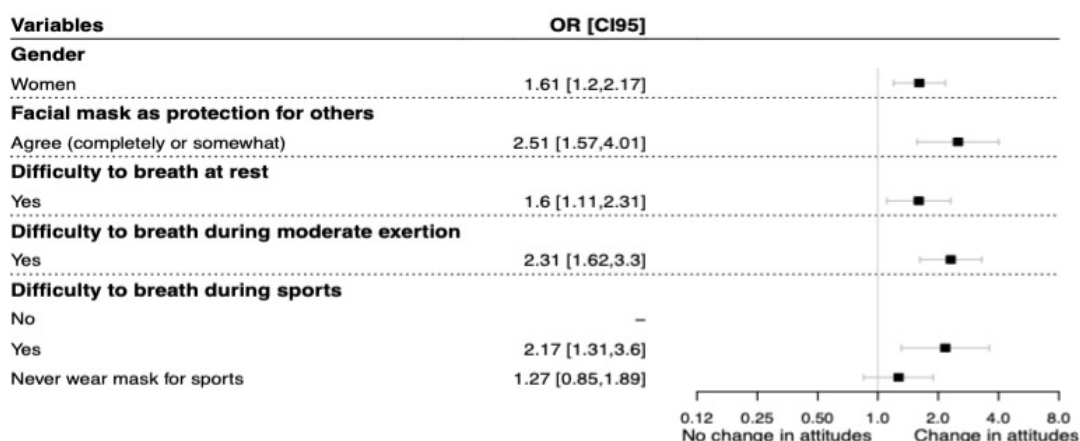 Variables OR [CI95]
Gender
Women 1.61 [1.2,2.17]
Facial mask as protection for others
Agree (completely or somewhat) 2.51 [1.57,4.01]
Difficulty to breath at rest
Yes 1.6 [1.11,2.31]
Difficulty to breath during moderate exertion
Yes 2.31 [1.62,3.3]
Difficulty to breath during sports
No –
Yes 2.17 [1.31,3.6]
Never wear mask for sports 1.27 [0.85,1.89]
0.12 0.25 0.50 1.0 2.0 4.0 8.0
No change in attitudes Change in attitudes